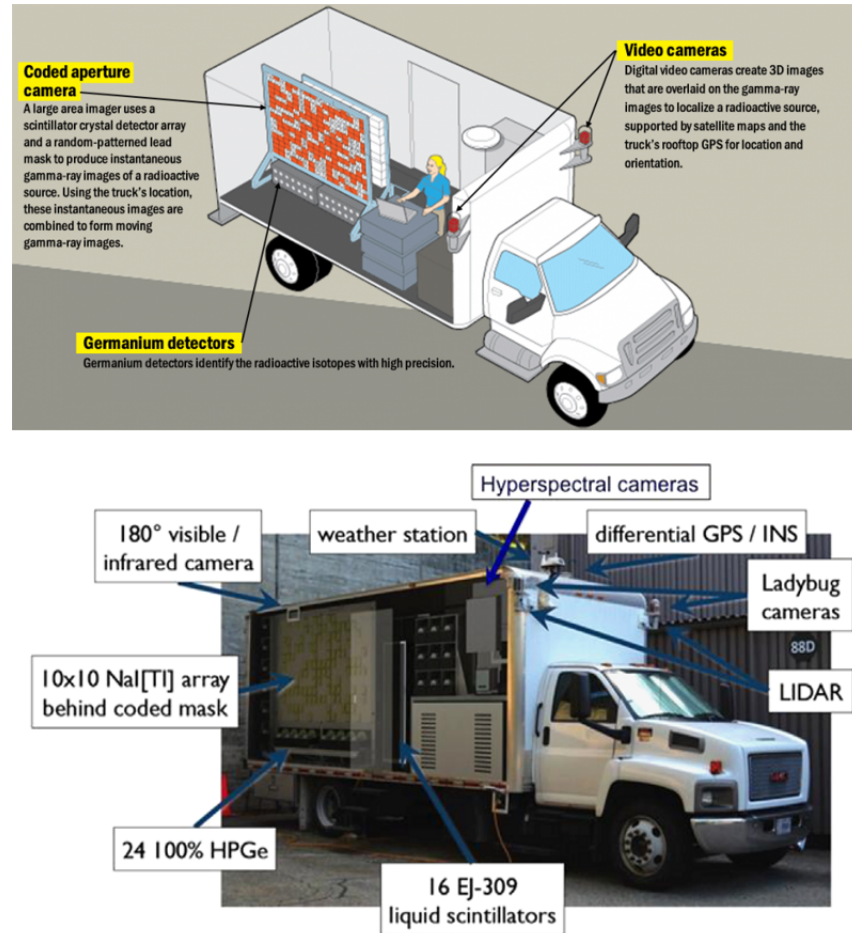 Coded aperture
camera
A large area imager uses a
scintillator crystal detector array
and a random-patterned lead
mask to produce instantaneous
gamma-ray images of a radioactive
source. Using the truck's location,
these instantaneous images are
combined to form moving
gamma-ray images.
Video cameras
Digital video cameras create 3D images
that are overlaid on the gamma-ray
images to localize a radioactive source,
supported by satellite maps and the
truck's rooftop GPS for location and
orientation.
Germanium detectors
Germanium detectors identify the radioactive isotopes with high precision.
Hyperspectral cameras
180° visible /
infrared camera
weather station
differential GPS / INS
Ladybug
cameras
88D
10x10 NaI[Tl] array
behind coded mask
LIDAR
GMC
24 100% HPGe
16 EJ-309
liquid scintillators